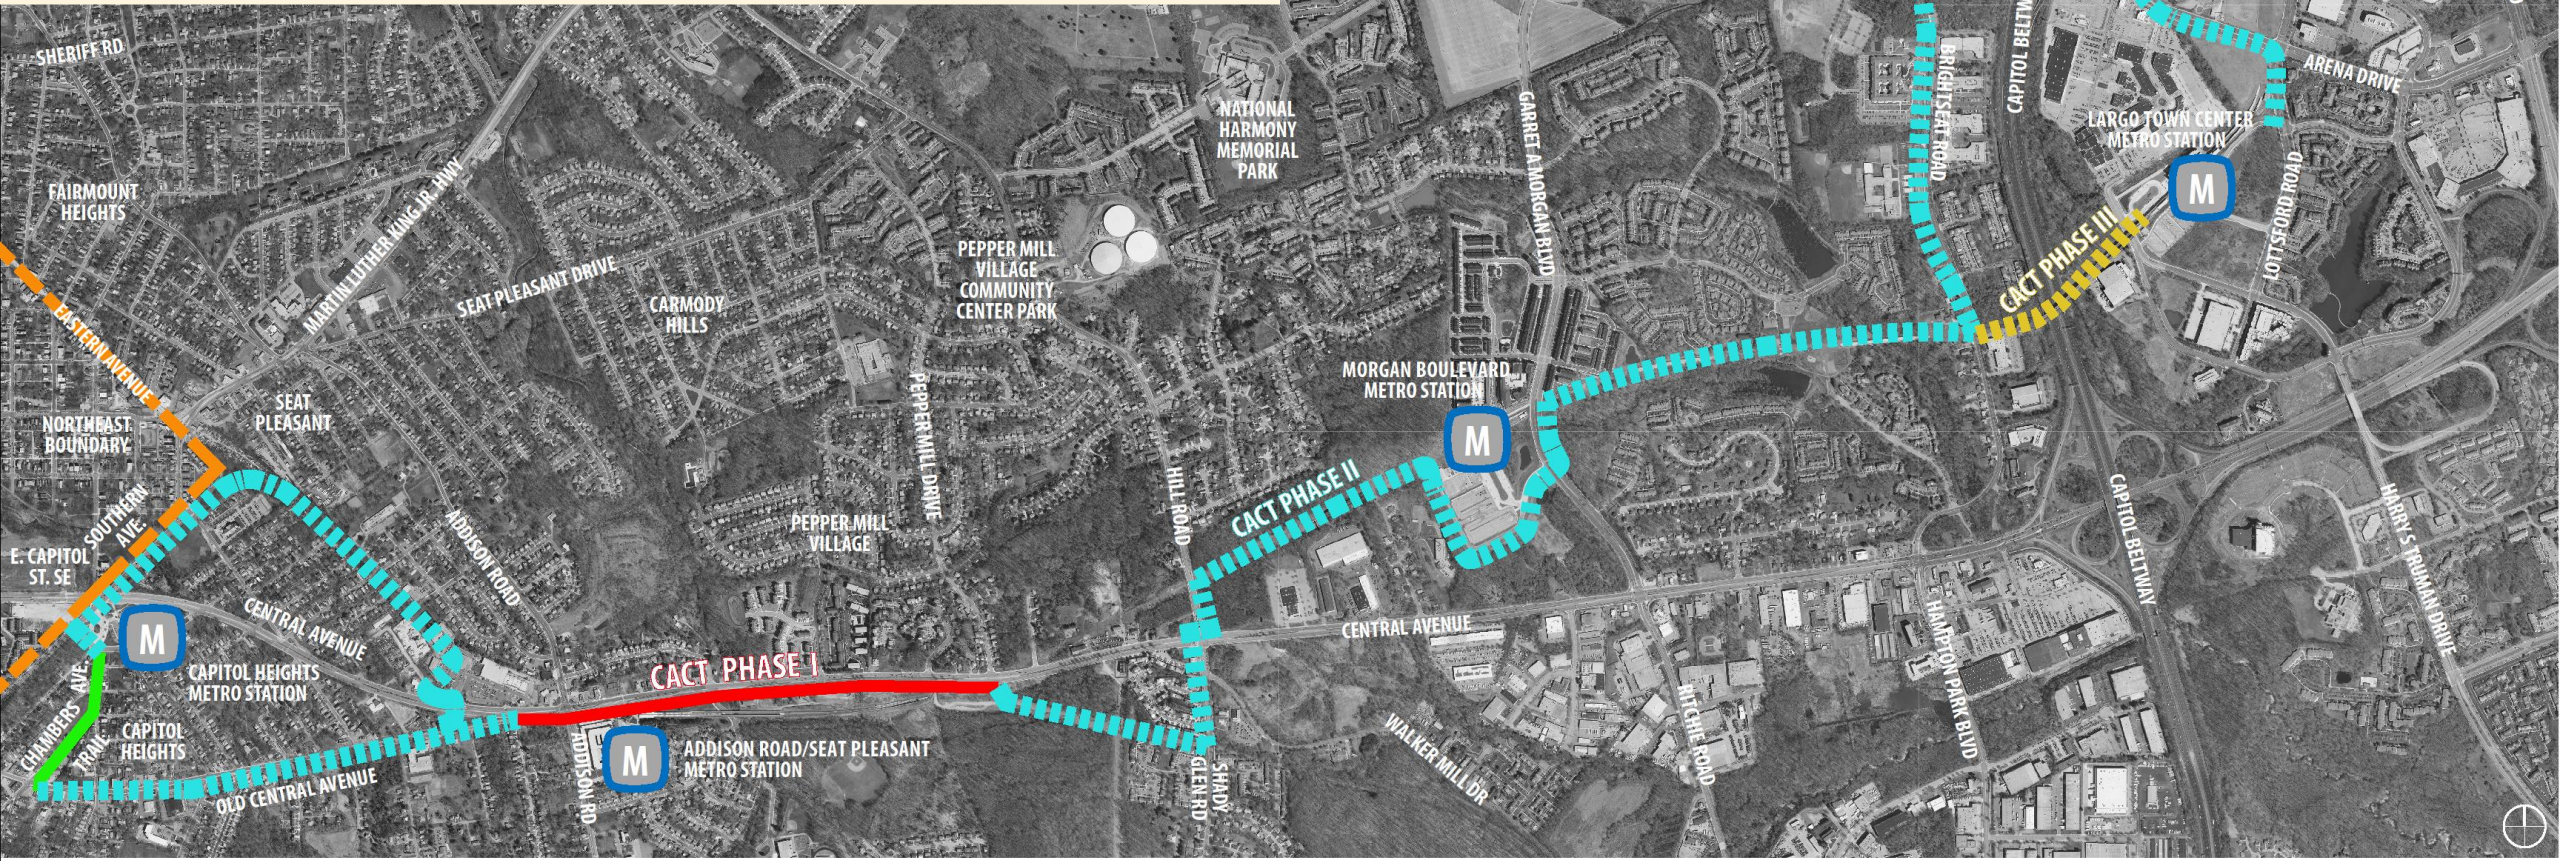 SHERIFF RD
FAIRMOUNT
HEIGHTS
MARTIN LUTHER KING JR. HWY
SEAT PLEASANT DRIVE
EASTERN AVENUE
NORTHEAST
BOUNDARY
SEAT
PLEASANT
CARMODY
HILLS
SOUTHERN
AVE.
E. CAPITOL
ST. SE
M
CAPITOL HEIGHTS
METRO STATION
CENTRAL AVENUE
ADDISON ROAD
CHAMBERS
AVE.
TRAIL
CAPITOL
HEIGHTS
OLD CENTRAL AVENUE
ADDISON RD
CACT PHASE I
M
ADDISON ROAD/SEAT PLEASANT
METRO STATION
PEPPER MILL
VILLAGE
PEPPER MILL DRIVE
PEPPER MILL
VILLAGE
COMMUNITY
CENTER PARK
NATIONAL
HARMONY
MEMORIAL
PARK
HILL ROAD
SHADY
GLEN RD
CACT PHASE II
MORGAN BOULEVARD
METRO STATION
M
GARRET A MORGAN BLVD
CENTRAL AVENUE
WALKER MILL DR
RITCHIE ROAD
HAMPTON PARK BLVD
BRIGHTSEAT ROAD
CAPITOL BELTW
CACT PHASE III
LARGO TOWN CENTER
METRO STATION
M
ARENA DRIVE
LOTTSFORD ROAD
CAPITOL BELTWAY
HARRY S TRUMAN DRIVE